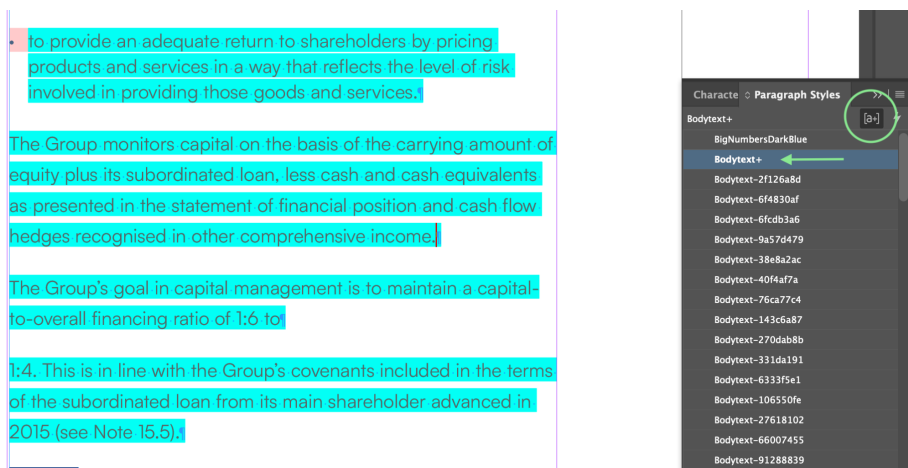 • to provide an adequate return to shareholders by pricing
products and services in a way that reflects the level of risk
involved in providing those goods and services.¶
The Group monitors capital on the basis of the carrying amount of
equity plus its subordinated loan, less cash and cash equivalents
as presented in the statement of financial position and cash flow
hedges recognised in other comprehensive income.¶
The Group's goal in capital management is to maintain a capital-
to-overall financing ratio of 1:6 to¶
1:4. This is in line with the Group's covenants included in the terms
of the subordinated loan from its main shareholder advanced in
2015 (see Note 15.5).¶
Characte Paragraph Styles
Bodytext+ [a+]
BigNumbersDarkBlue
Bodytext+
Bodytext-2f126a8d
Bodytext-6f4830af
Bodytext-6fcdb3a6
Bodytext-9a57d479
Bodytext-38e8a2ac
Bodytext-40f4af7a
Bodytext-76ca77c4
Bodytext-143c6a87
Bodytext-270dab8b
Bodytext-331da191
Bodytext-6333f5e1
Bodytext-106550fe
Bodytext-27618102
Bodytext-66007455
Bodytext-91288839